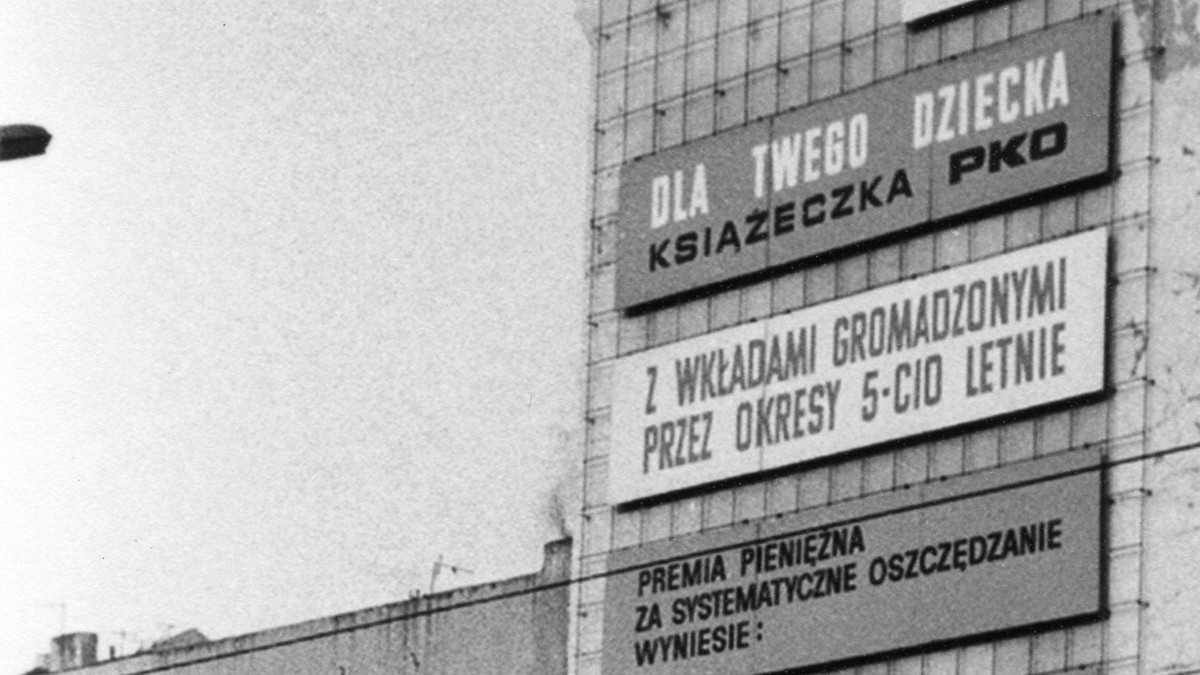 DLA TWEGO DZIECKA
KSIĄŻECZKA PKO
Z WKŁADAMI GROMADZONYMI
PRZEZ OKRESY 5-CIO LETNIE
PREMIA PIENIĘŻNA
ZA SYSTEMATYCZNE OSZCZĘDZANIE
WYNIESIE: